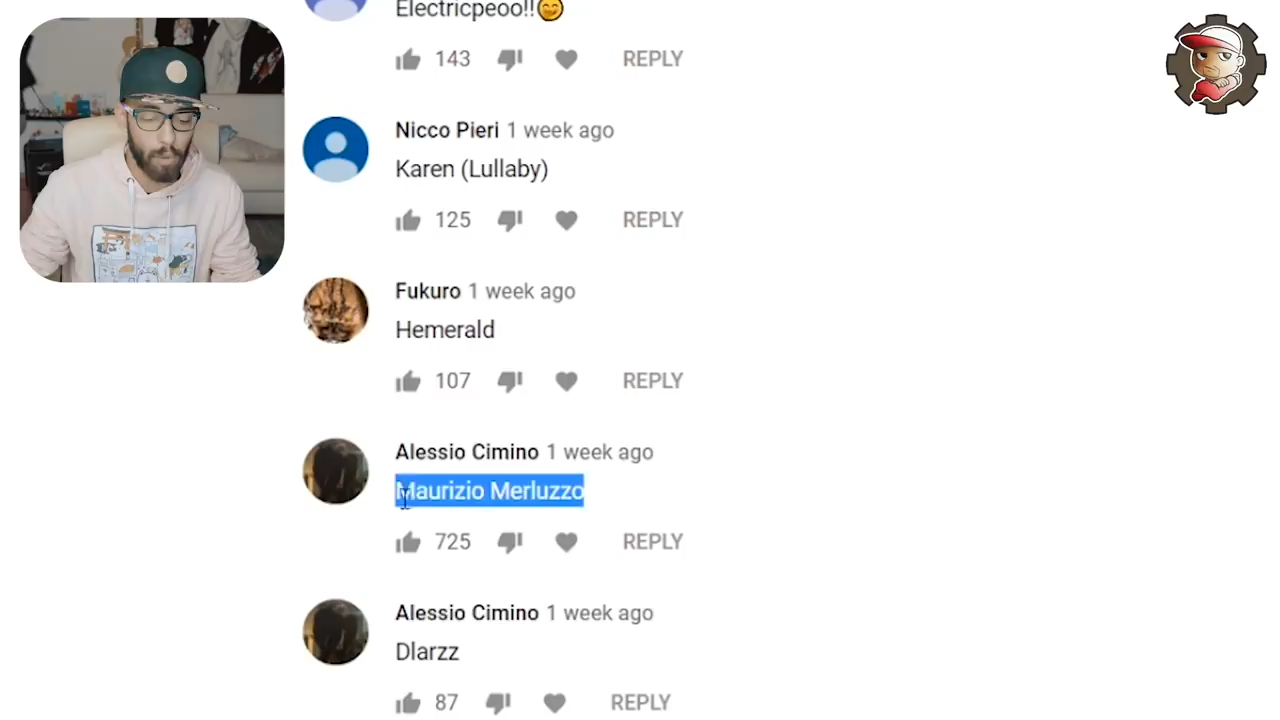 Electricpeoo!!😊
143 REPLY
Nicco Pieri 1 week ago
Karen (Lullaby)
125 REPLY
Fukuro 1 week ago
Hemerald
107 REPLY
Alessio Cimino 1 week ago
Maurizio Merluzzo
725 REPLY
Alessio Cimino 1 week ago
Dlarzz
87 REPLY